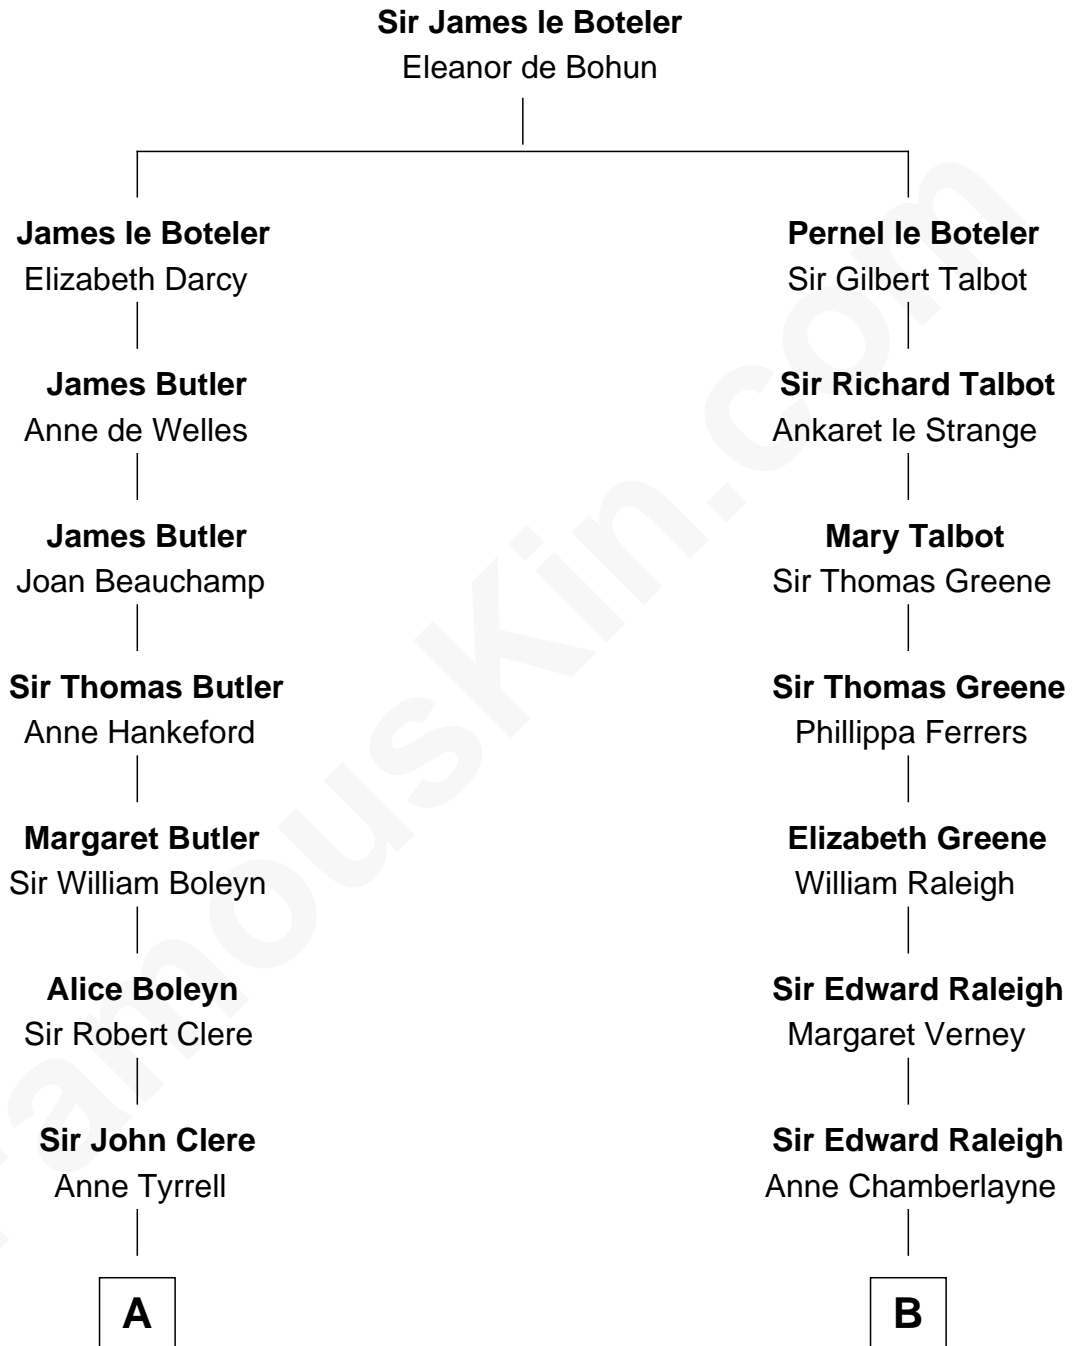 Sir James le Boteler
Eleanor de Bohun
James le Boteler
Elizabeth Darcy
James Butler
Anne de Welles
James Butler
Joan Beauchamp
Sir Thomas Butler
Anne Hankeford
Margaret Butler
Sir William Boleyn
Alice Boleyn
Sir Robert Clere
Sir John Clere
Anne Tyrrell
A
Pernel le Boteler
Sir Gilbert Talbot
Sir Richard Talbot
Ankaret le Strange
Mary Talbot
Sir Thomas Greene
Sir Thomas Greene
Phillippa Ferrers
Elizabeth Greene
William Raleigh
Sir Edward Raleigh
Margaret Verney
Sir Edward Raleigh
Anne Chamberlayne
B
FamousKin.com